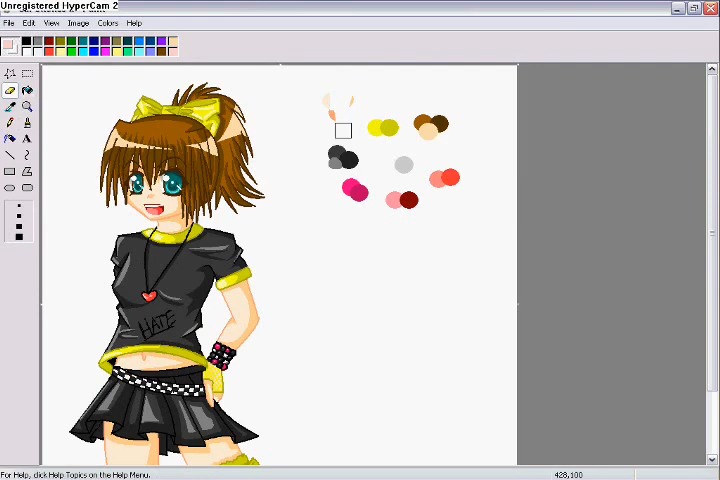 Unregistered HyperCam 2
File Edit View Image Colors Help
A
HATE
For Help, click Help Topics on the Help Menu.
428,100